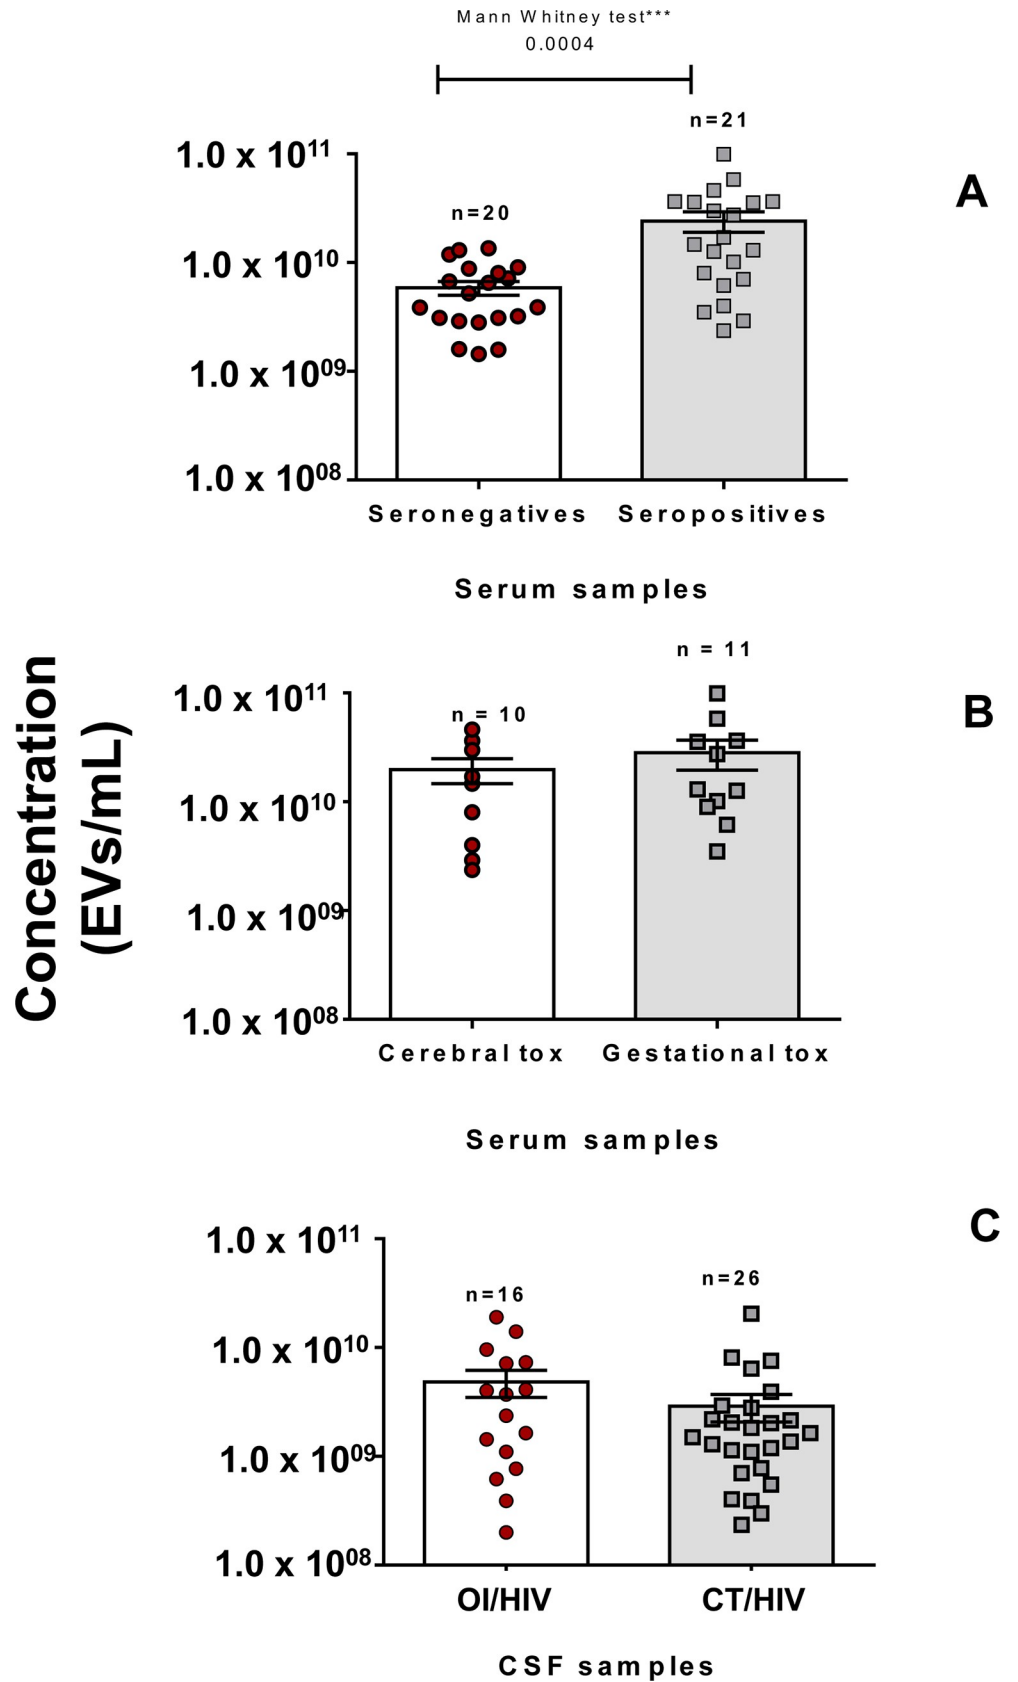 Mann Whitney test***
0.0004
n=21
1.0 x 10¹¹
A
n=20
1.0 x 10¹⁰
1.0 x 10⁰⁹
1.0 x 10⁰⁸
Seronegatives Seropositives
Serum samples
Concentration
(EVs/mL)
n = 11
1.0 x 10¹¹
B
n = 10
1.0 x 10¹⁰
1.0 x 10⁰⁹
1.0 x 10⁰⁸
Cerebral tox Gestational tox
Serum samples
C
1.0 x 10¹¹
n=26
n=16
1.0 x 10¹⁰
1.0 x 10⁰⁹
1.0 x 10⁰⁸
OI/HIV CT/HIV
CSF samples